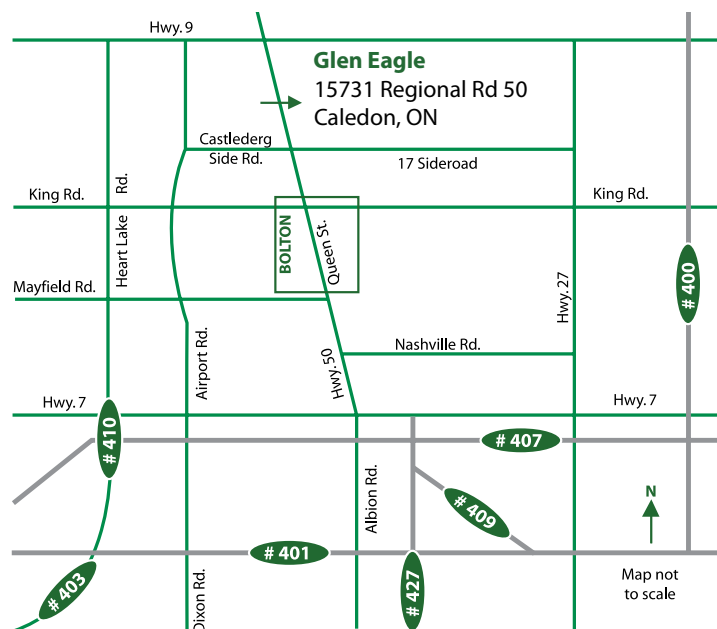 Hwy. 9
Glen Eagle
15731 Regional Rd 50
Caledon, ON
Castlederg
Side Rd.
17 Sideroad
King Rd.
Heart Lake Rd.
BOLTON
Queen St.
King Rd.
Mayfield Rd.
Hwy. 27
# 400
Airport Rd.
Hwy. 50
Nashville Rd.
Hwy. 7
Hwy. 7
# 410
# 407
Albion Rd.
# 409
N
# 401
# 403
Dixon Rd.
# 427
Map not
to scale